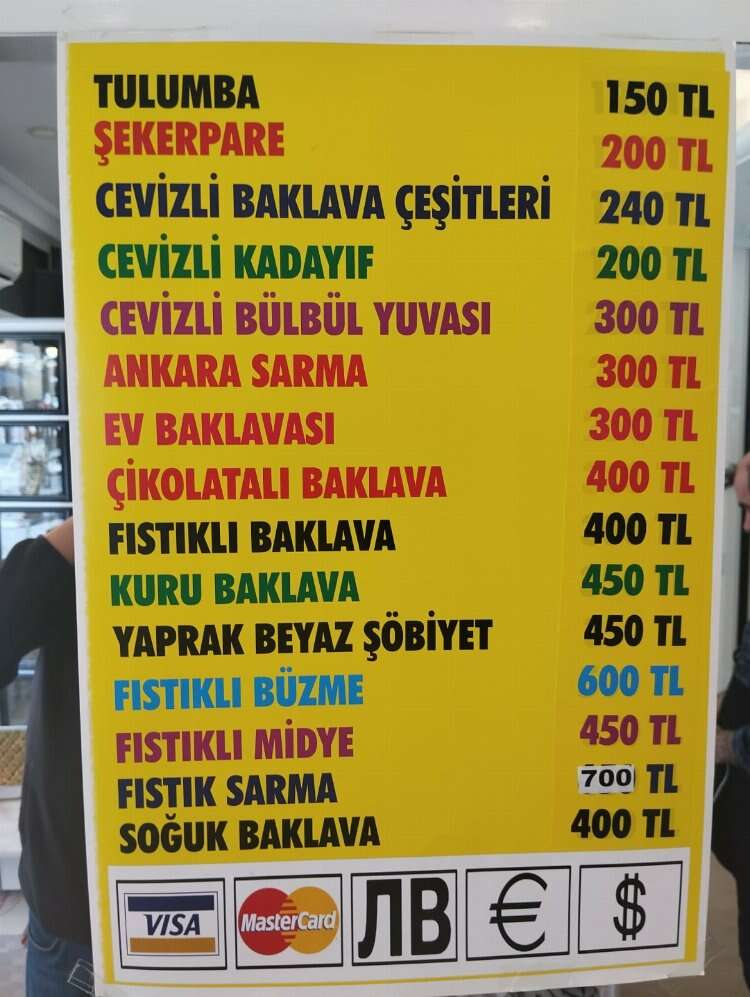 TULUMBA 150 TL
ŞEKERPARE 200 TL
CEVİZLİ BAKLAVA ÇEŞİTLERİ 240 TL
CEVİZLİ KADAYIF 200 TL
CEVİZLİ BÜLBÜL YUVASI 300 TL
ANKARA SARMA 300 TL
EV BAKLAVASI 300 TL
ÇİKOLATALI BAKLAVA 400 TL
FISTIKLI BAKLAVA 400 TL
KURU BAKLAVA 450 TL
YAPRAK BEYAZ ŞÖBİYET 450 TL
FISTIKLI BÜZME 600 TL
FISTIKLI MİDYE 450 TL
FISTIK SARMA 700 TL
SOĞUK BAKLAVA 400 TL
VISA MasterCard ЛВ € $